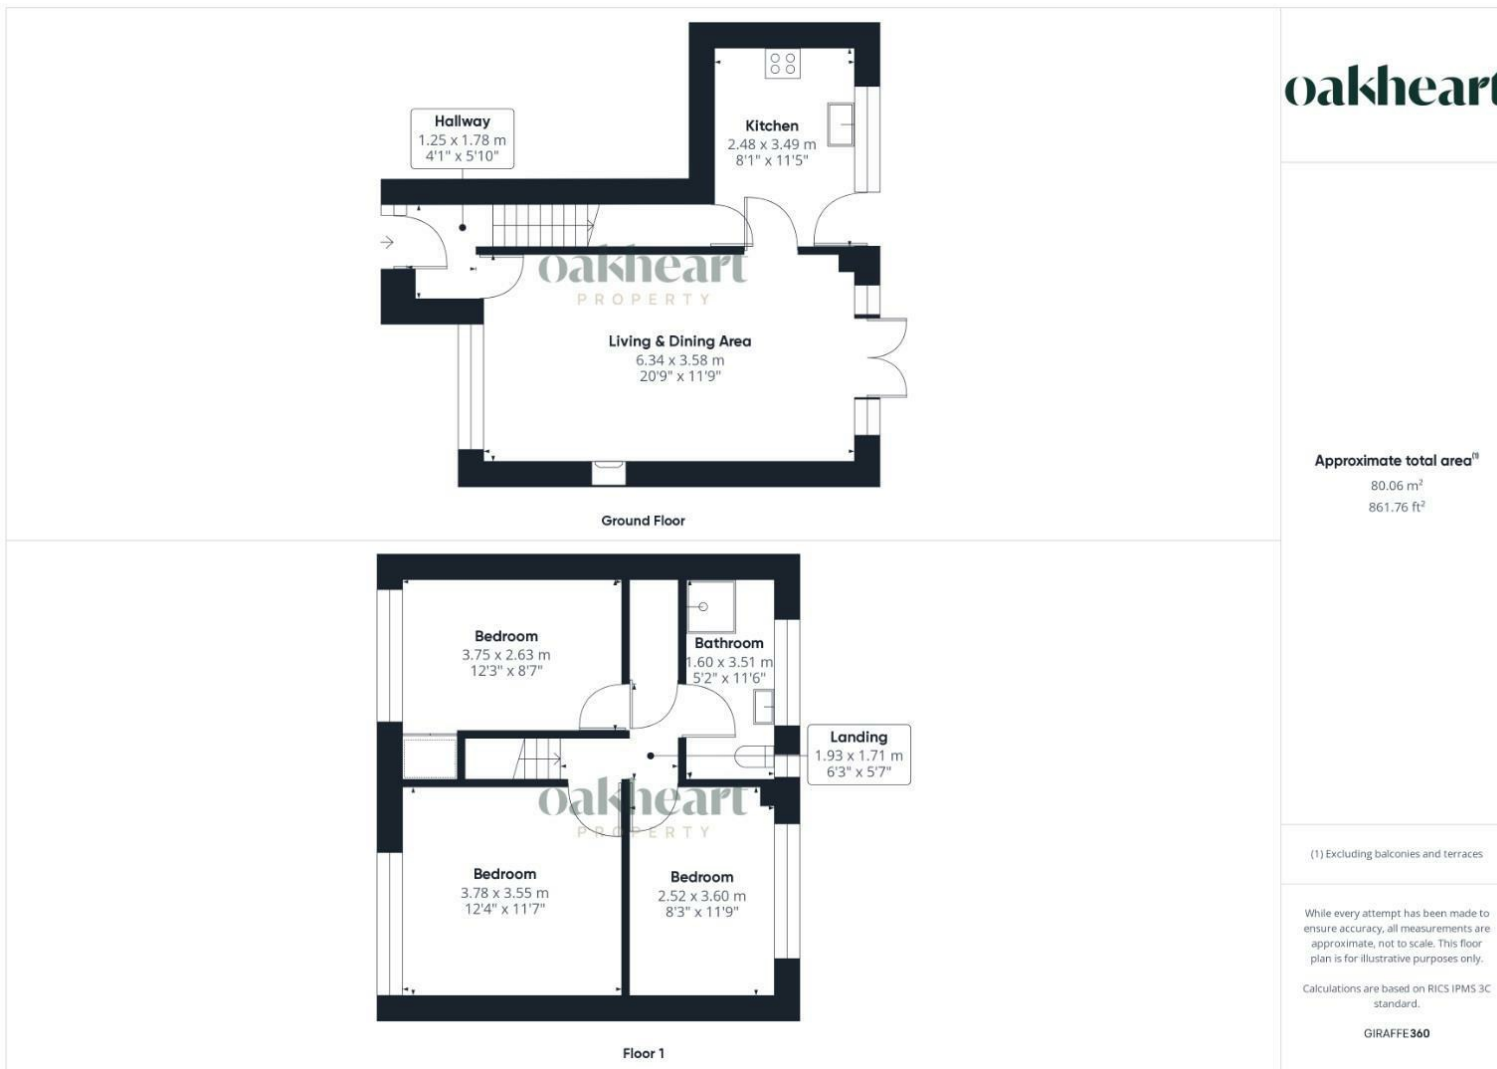 Hallway
1.25 x 1.78 m
4'1" x 5'10"
Kitchen
2.48 x 3.49 m
8'1" x 11'5"
oakheart
PROPERTY
Living & Dining Area
6.34 x 3.58 m
20'9" x 11'9"
Ground Floor
Bedroom
3.75 x 2.63 m
12'3" x 8'7"
Bathroom
1.60 x 3.51 m
5'2" x 11'6"
Landing
1.93 x 1.71 m
6'3" x 5'7"
oakheart
PROPERTY
Bedroom
3.78 x 3.55 m
12'4" x 11'7"
Bedroom
2.52 x 3.60 m
8'3" x 11'9"
Floor 1
oakheart
Approximate total area(1)
80.06 m²
861.76 ft²
(1) Excluding balconies and terraces
While every attempt has been made to
ensure accuracy, all measurements are
approximate, not to scale. This floor
plan is for illustrative purposes only.
Calculations are based on RICS IPMS 3C
standard.
GIRAFFE360